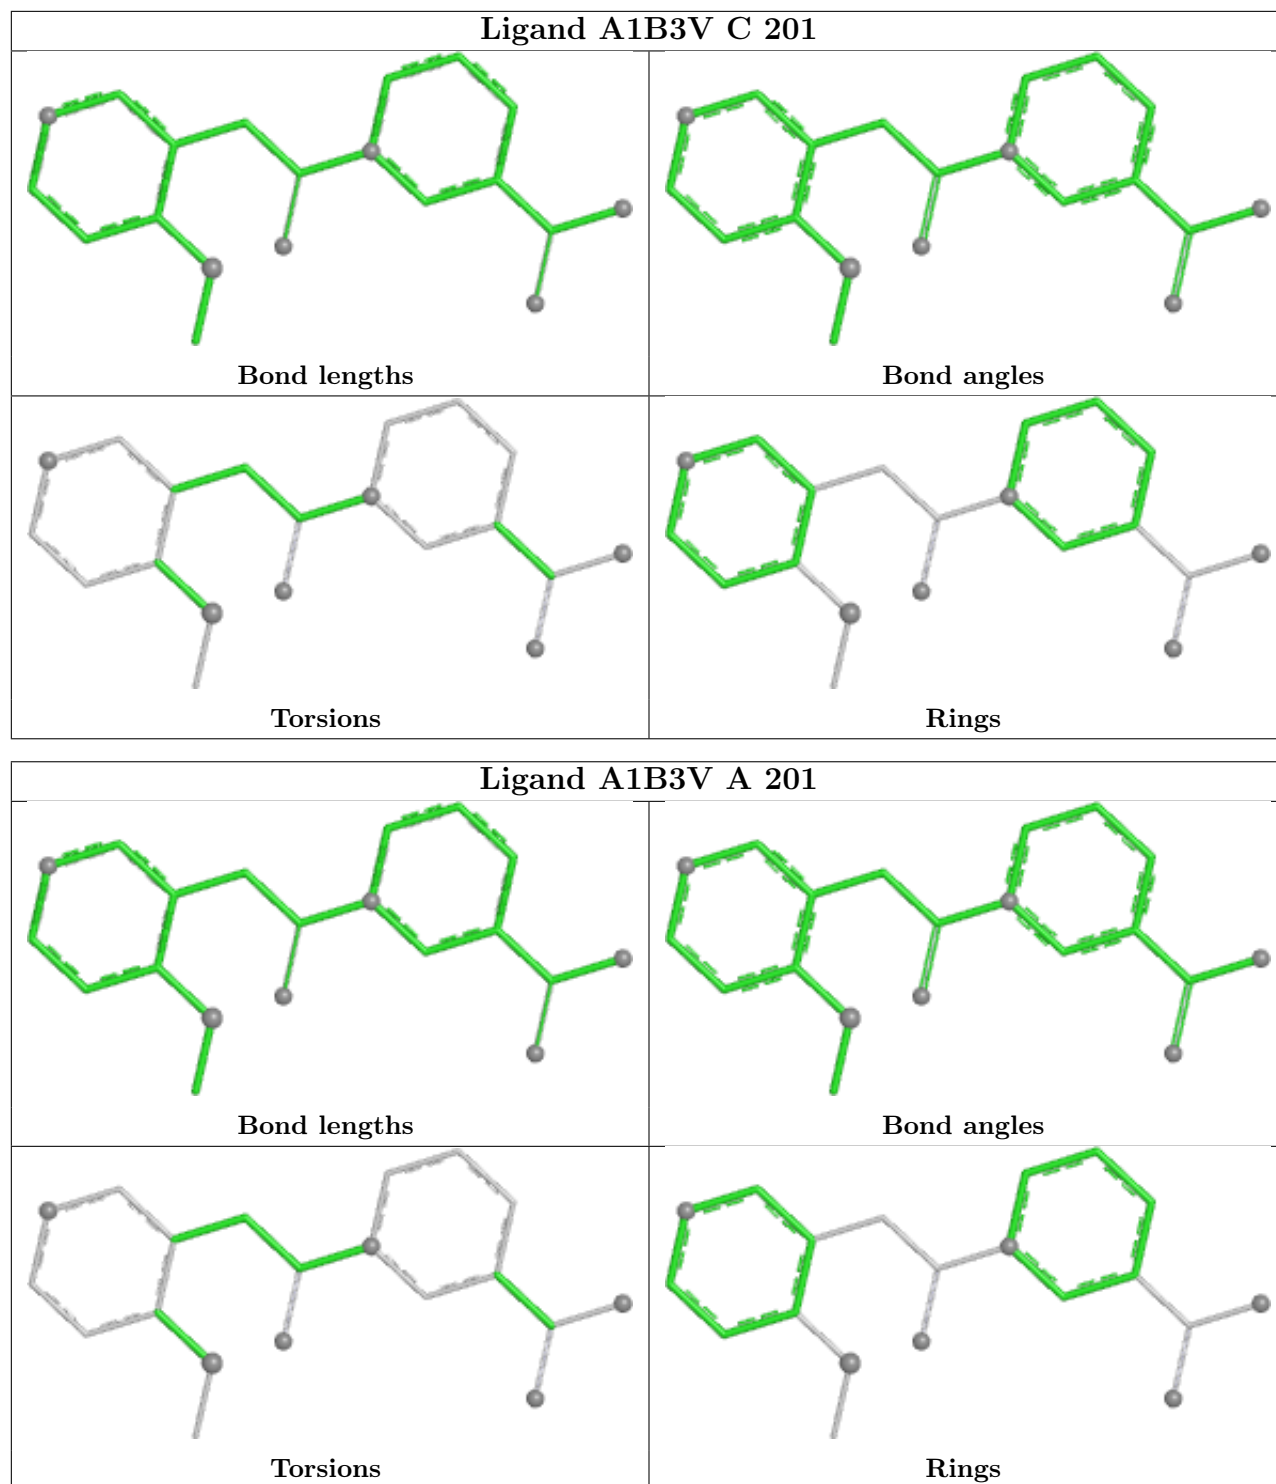 Ligand A1B3V C 201
Bond lengths
Bond angles
Torsions
Rings
Ligand A1B3V A 201
Bond lengths
Bond angles
Torsions
Rings